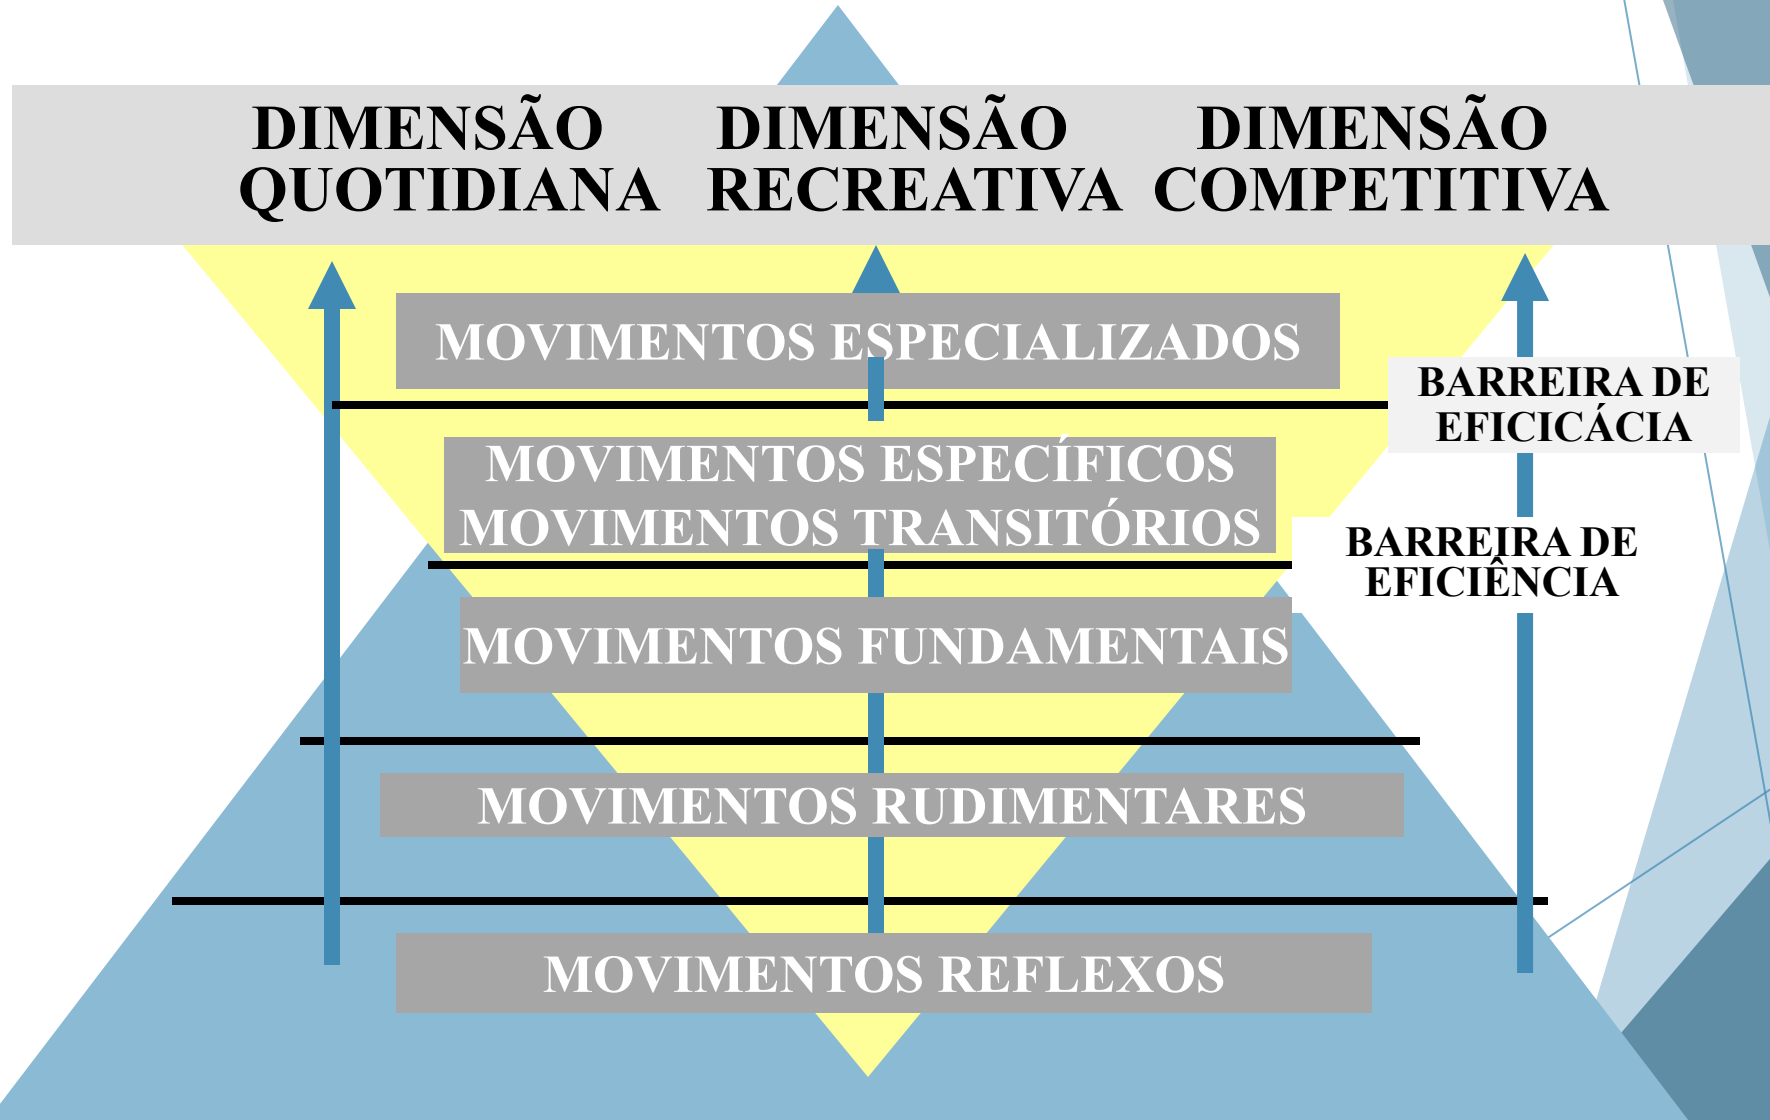 DIMENSÃO DIMENSÃO DIMENSÃO
QUOTIDIANA RECREATIVA COMPETITIVA
MOVIMENTOS ESPECIALIZADOS
BARREIRA DE
EFICICÁCIA
MOVIMENTOS ESPECÍFICOS
MOVIMENTOS TRANSITÓRIOS
BARREIRA DE
EFICIÊNCIA
MOVIMENTOS FUNDAMENTAIS
MOVIMENTOS RUDIMENTARES
MOVIMENTOS REFLEXOS